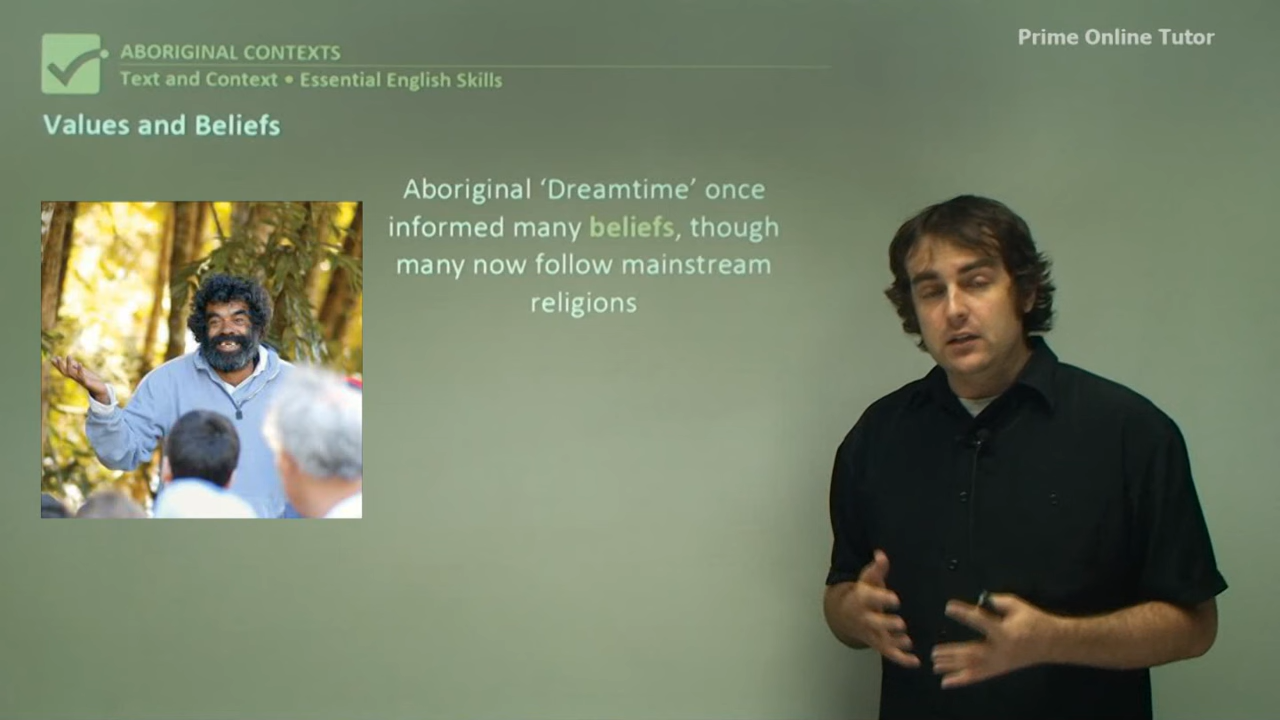 Prime Online Tutor
ABORIGINAL CONTEXTS
Text and Context • Essential English Skills
Values and Beliefs
Aboriginal ‘Dreamtime’ once
informed many beliefs, though
many now follow mainstream
religions